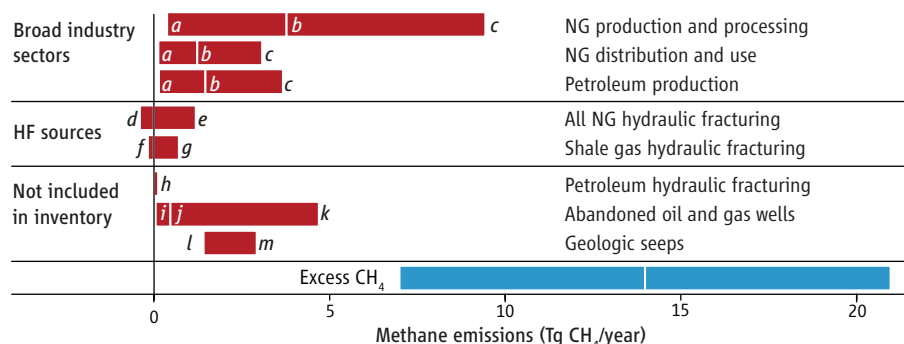 Broad industry
sectors
a b c NG production and processing
a b c NG distribution and use
a b c Petroleum production
HF sources
d e All NG hydraulic fracturing
f g Shale gas hydraulic fracturing
Not included
in inventory
h Petroleum hydraulic fracturing
i j k Abandoned oil and gas wells
l m Geologic seeps
Excess CH4
0 5 10 15 20
Methane emissions (Tg CH4/year)